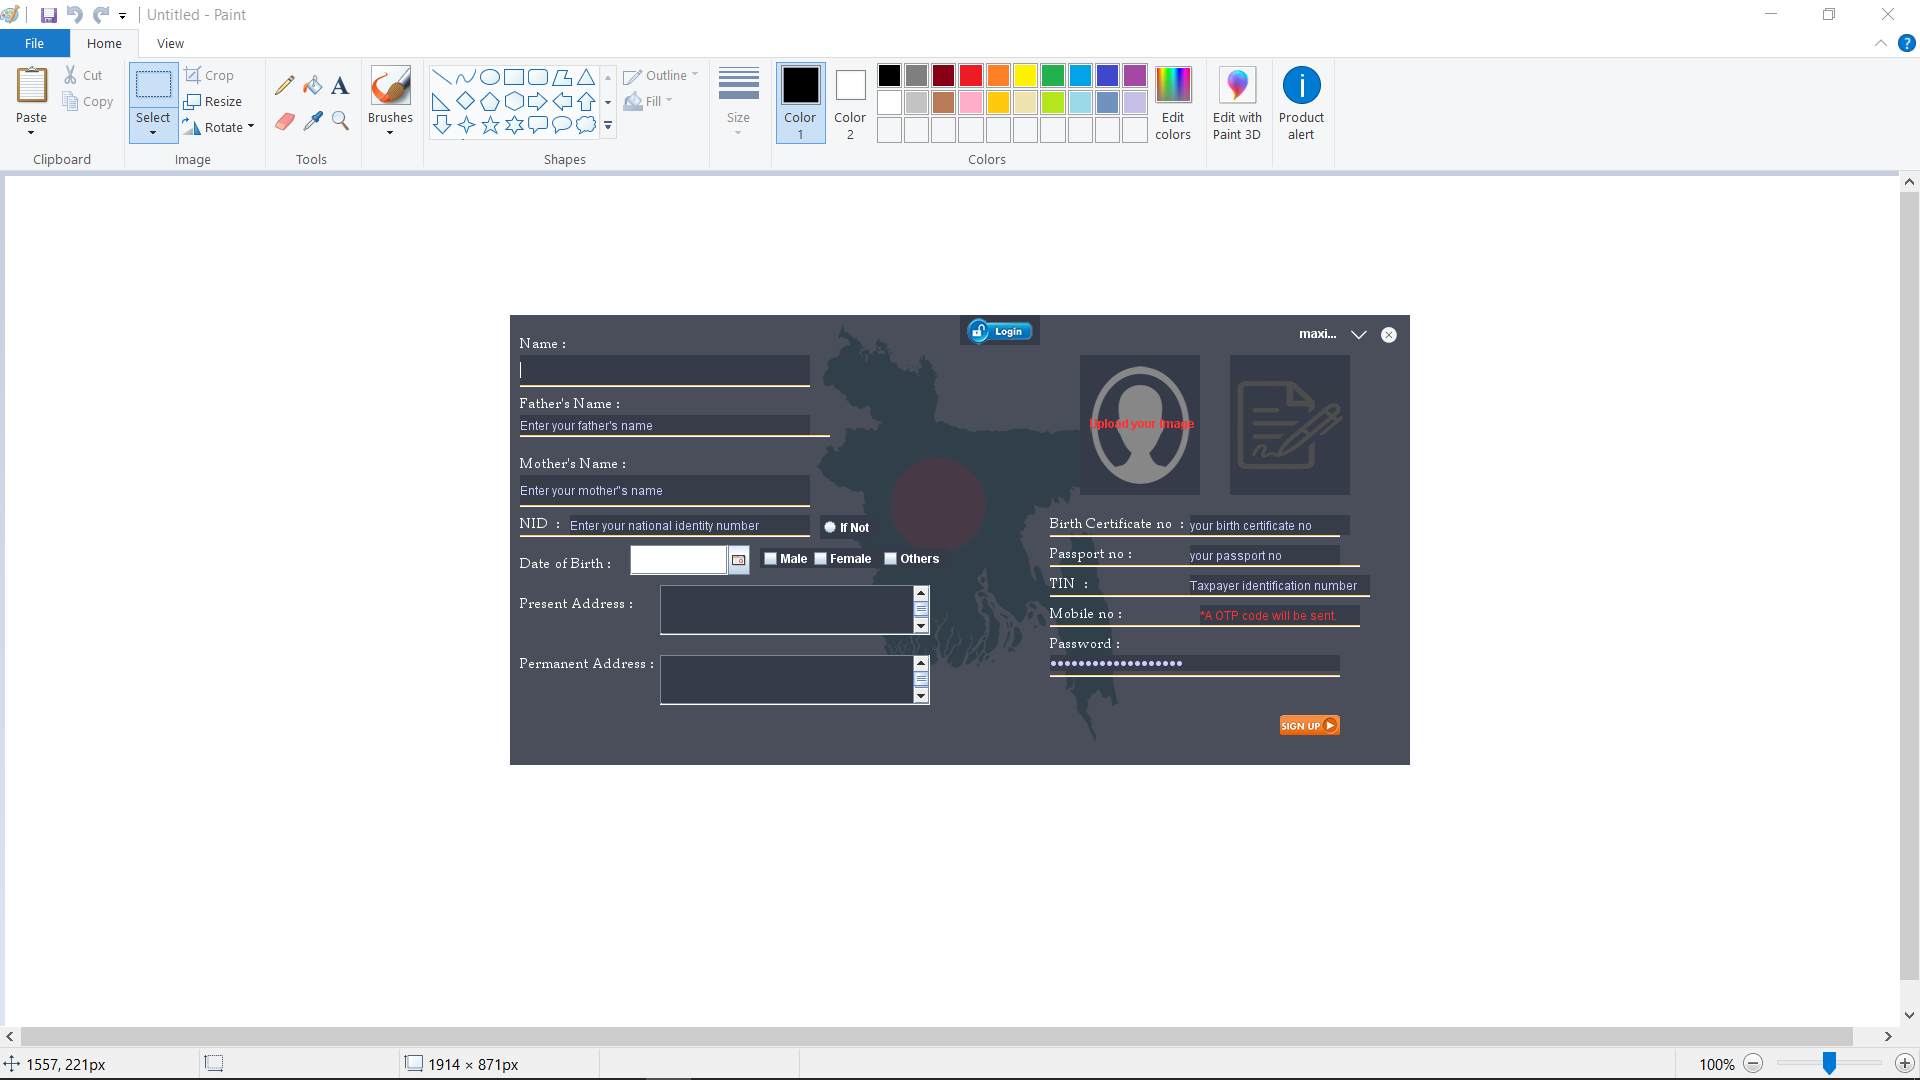 Untitled - Paint
File
Home
View
Paste
Cut
Copy
Clipboard
Select
Crop
Resize
Rotate
Image
Tools
Brushes
Outline
Fill
Shapes
Size
Color 1
Color 2
Edit colors
Colors
Edit with Paint 3D
Product alert
Login
maxi...
Name :
Father's Name :
Enter your father's name
Mother's Name :
Enter your mother"s name
NID :
Enter your national identity number
If Not
Date of Birth :
Male
Female
Others
Present Address :
Permanent Address :
Upload your image
Birth Certificate no :
your birth certificate no
Passport no :
your passport no
TIN :
Taxpayer identification number
Mobile no :
*A OTP code will be sent.
Password :
SIGN UP
1557, 221px
1914 × 871px
100%